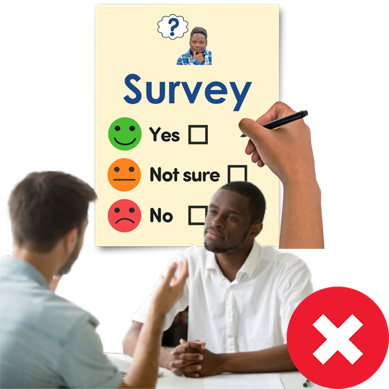 ?
Survey
Yes
Not sure
No